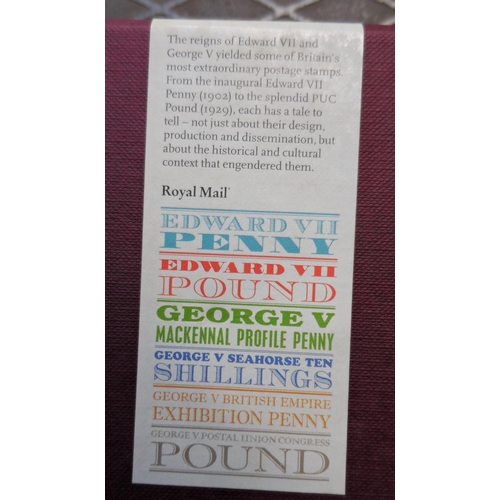 The reigns of Edward VII and
George V yielded some of Britain's
most extraordinary postage stamps.
From the inaugural Edward VII
Penny (1902) to the splendid PUC
Pound (1929), each has a tale to
tell – not just about their design,
production and dissemination, but
about the historical and cultural
context that engendered them.
Royal Mail
EDWARD VII
PENNY
EDWARD VII
POUND
GEORGE V
MACKENNAL PROFILE PENNY
GEORGE V SEAHORSE TEN
SHILLINGS
GEORGE V BRITISH EMPIRE
EXHIBITION PENNY
GEORGE V POSTAL UNION CONGRESS
POUND